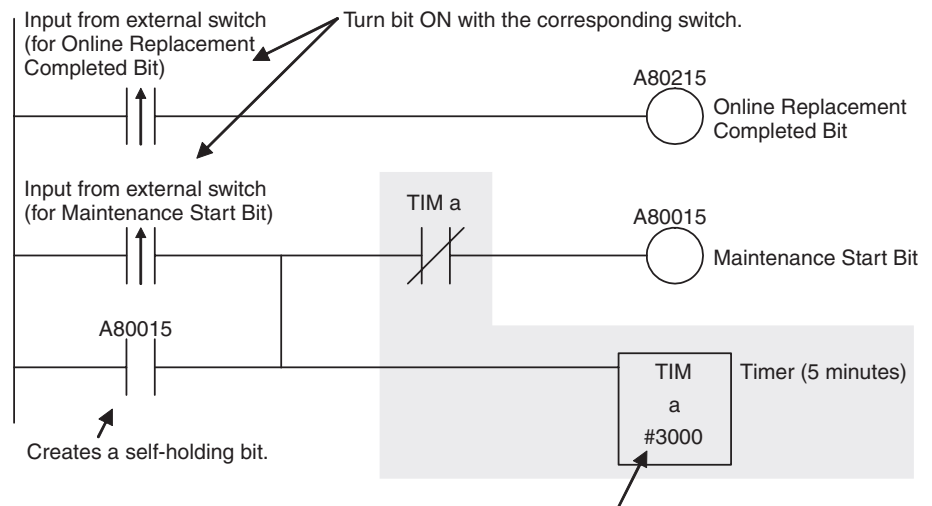 Input from external switch
(for Online Replacement
Completed Bit)
Turn bit ON with the corresponding switch.
A80215
Online Replacement
Completed Bit
Input from external switch
(for Maintenance Start Bit)
TIM a
A80015
Maintenance Start Bit
A80015
TIM
a
#3000
Timer (5 minutes)
Creates a self-holding bit.